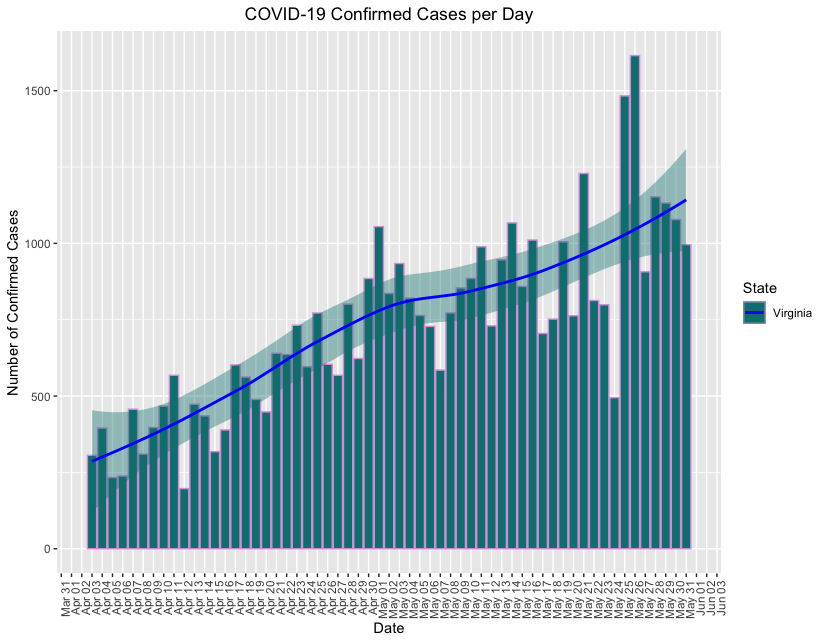 COVID-19 Confirmed Cases per Day
Number of Confirmed Cases
1500
1000
500
0
Mar 31
Apr 01
Apr 02
Apr 03
Apr 04
Apr 05
Apr 06
Apr 07
Apr 08
Apr 09
Apr 10
Apr 11
Apr 12
Apr 13
Apr 14
Apr 15
Apr 16
Apr 17
Apr 18
Apr 19
Apr 20
Apr 21
Apr 22
Apr 23
Apr 24
Apr 25
Apr 26
Apr 27
Apr 28
Apr 29
Apr 30
May 01
May 02
May 03
May 04
May 05
May 06
May 07
May 08
May 09
May 10
May 11
May 12
May 13
May 14
May 15
May 16
May 17
May 18
May 19
May 20
May 21
May 22
May 23
May 24
May 25
May 26
May 27
May 28
May 29
May 30
May 31
Jun 01
Jun 02
Jun 03
Date
State
Virginia